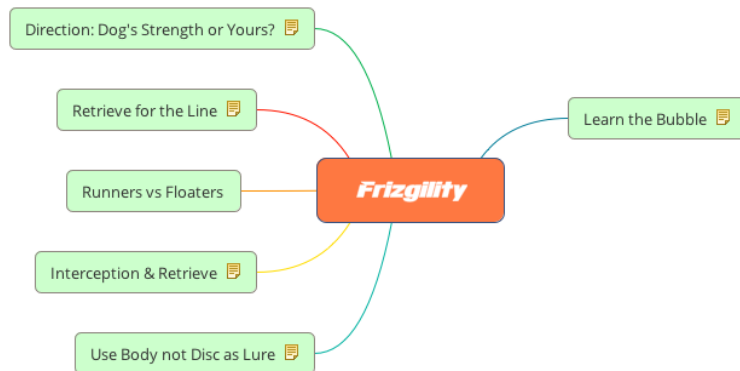 Direction: Dog's Strength or Yours?
Retrieve for the Line
Learn the Bubble
Runners vs Floaters
Frizgility
Interception & Retrieve
Use Body not Disc as Lure